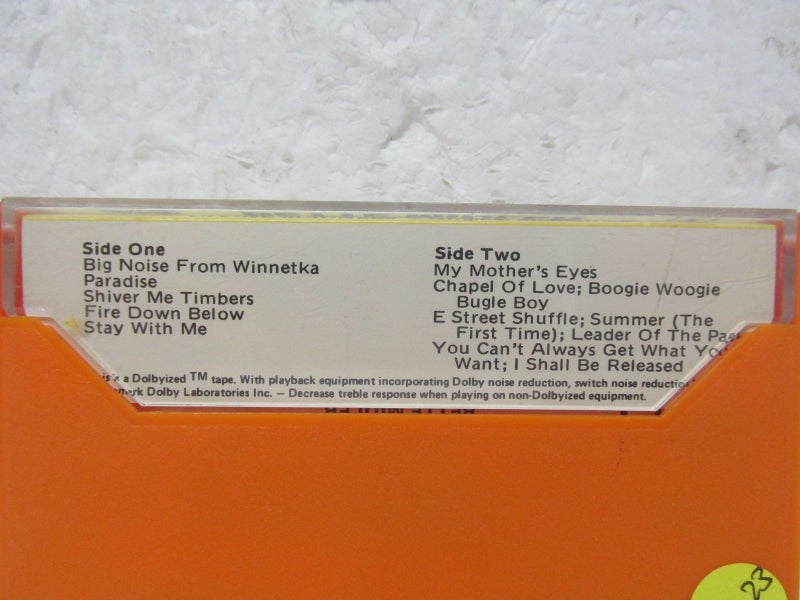 Side One
Big Noise From Winnetka
Paradise
Shiver Me Timbers
Fire Down Below
Stay With Me
Side Two
My Mother's Eyes
Chapel Of Love; Boogie Woogie
Bugle Boy
E Street Shuffle; Summer (The
First Time); Leader Of The
You Can't Always Get What
Want; I Shall Be Released
a Dolbyized TM tape. With playback equipment incorporating Dolby noise reduction, switch noise
Dolby Laboratories Inc. — Decrease treble response when playing on non-Dolbyized equipment.
BETTE MIDLER
23